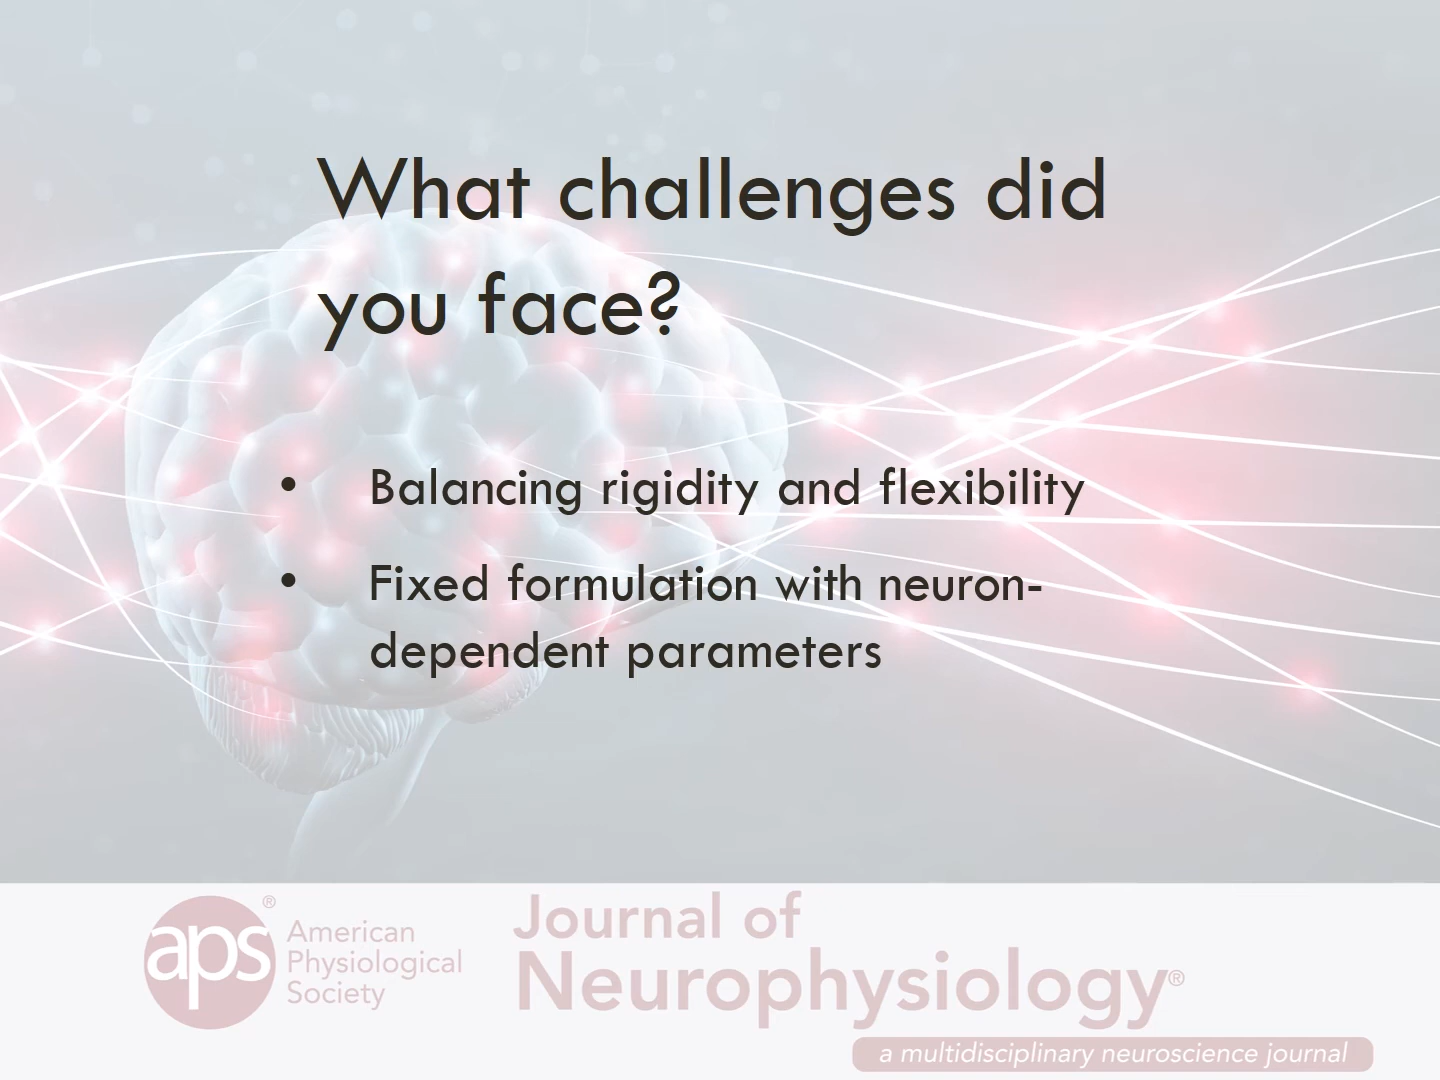 What challenges did
you face?
• Balancing rigidity and flexibility
• Fixed formulation with neuron-
dependent parameters
aps®
American
Physiological
Society
Journal of
Neurophysiology®
a multidisciplinary neuroscience journal